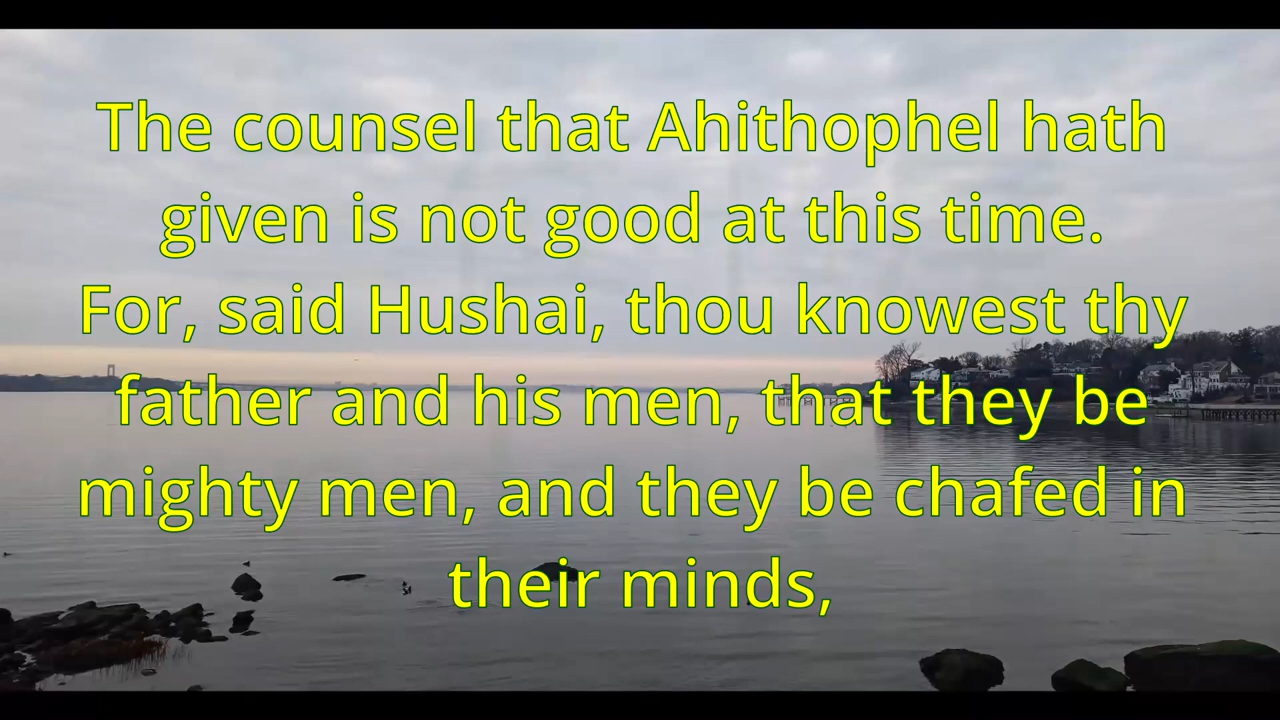 The counsel that Ahithophel hath
given is not good at this time.
For, said Hushai, thou knowest thy
father and his men, that they be
mighty men, and they be chafed in
their minds,